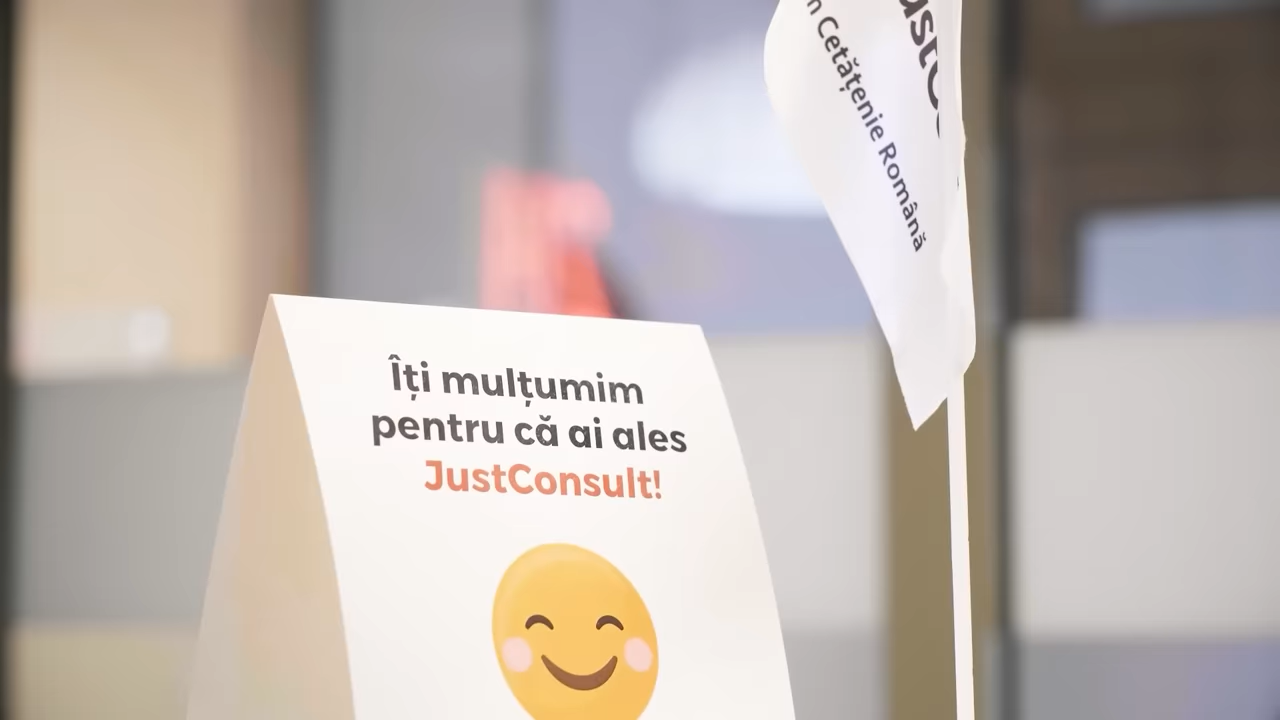 Îți mulțumim
pentru că ai ales
JustConsult!
Cetățenie Română